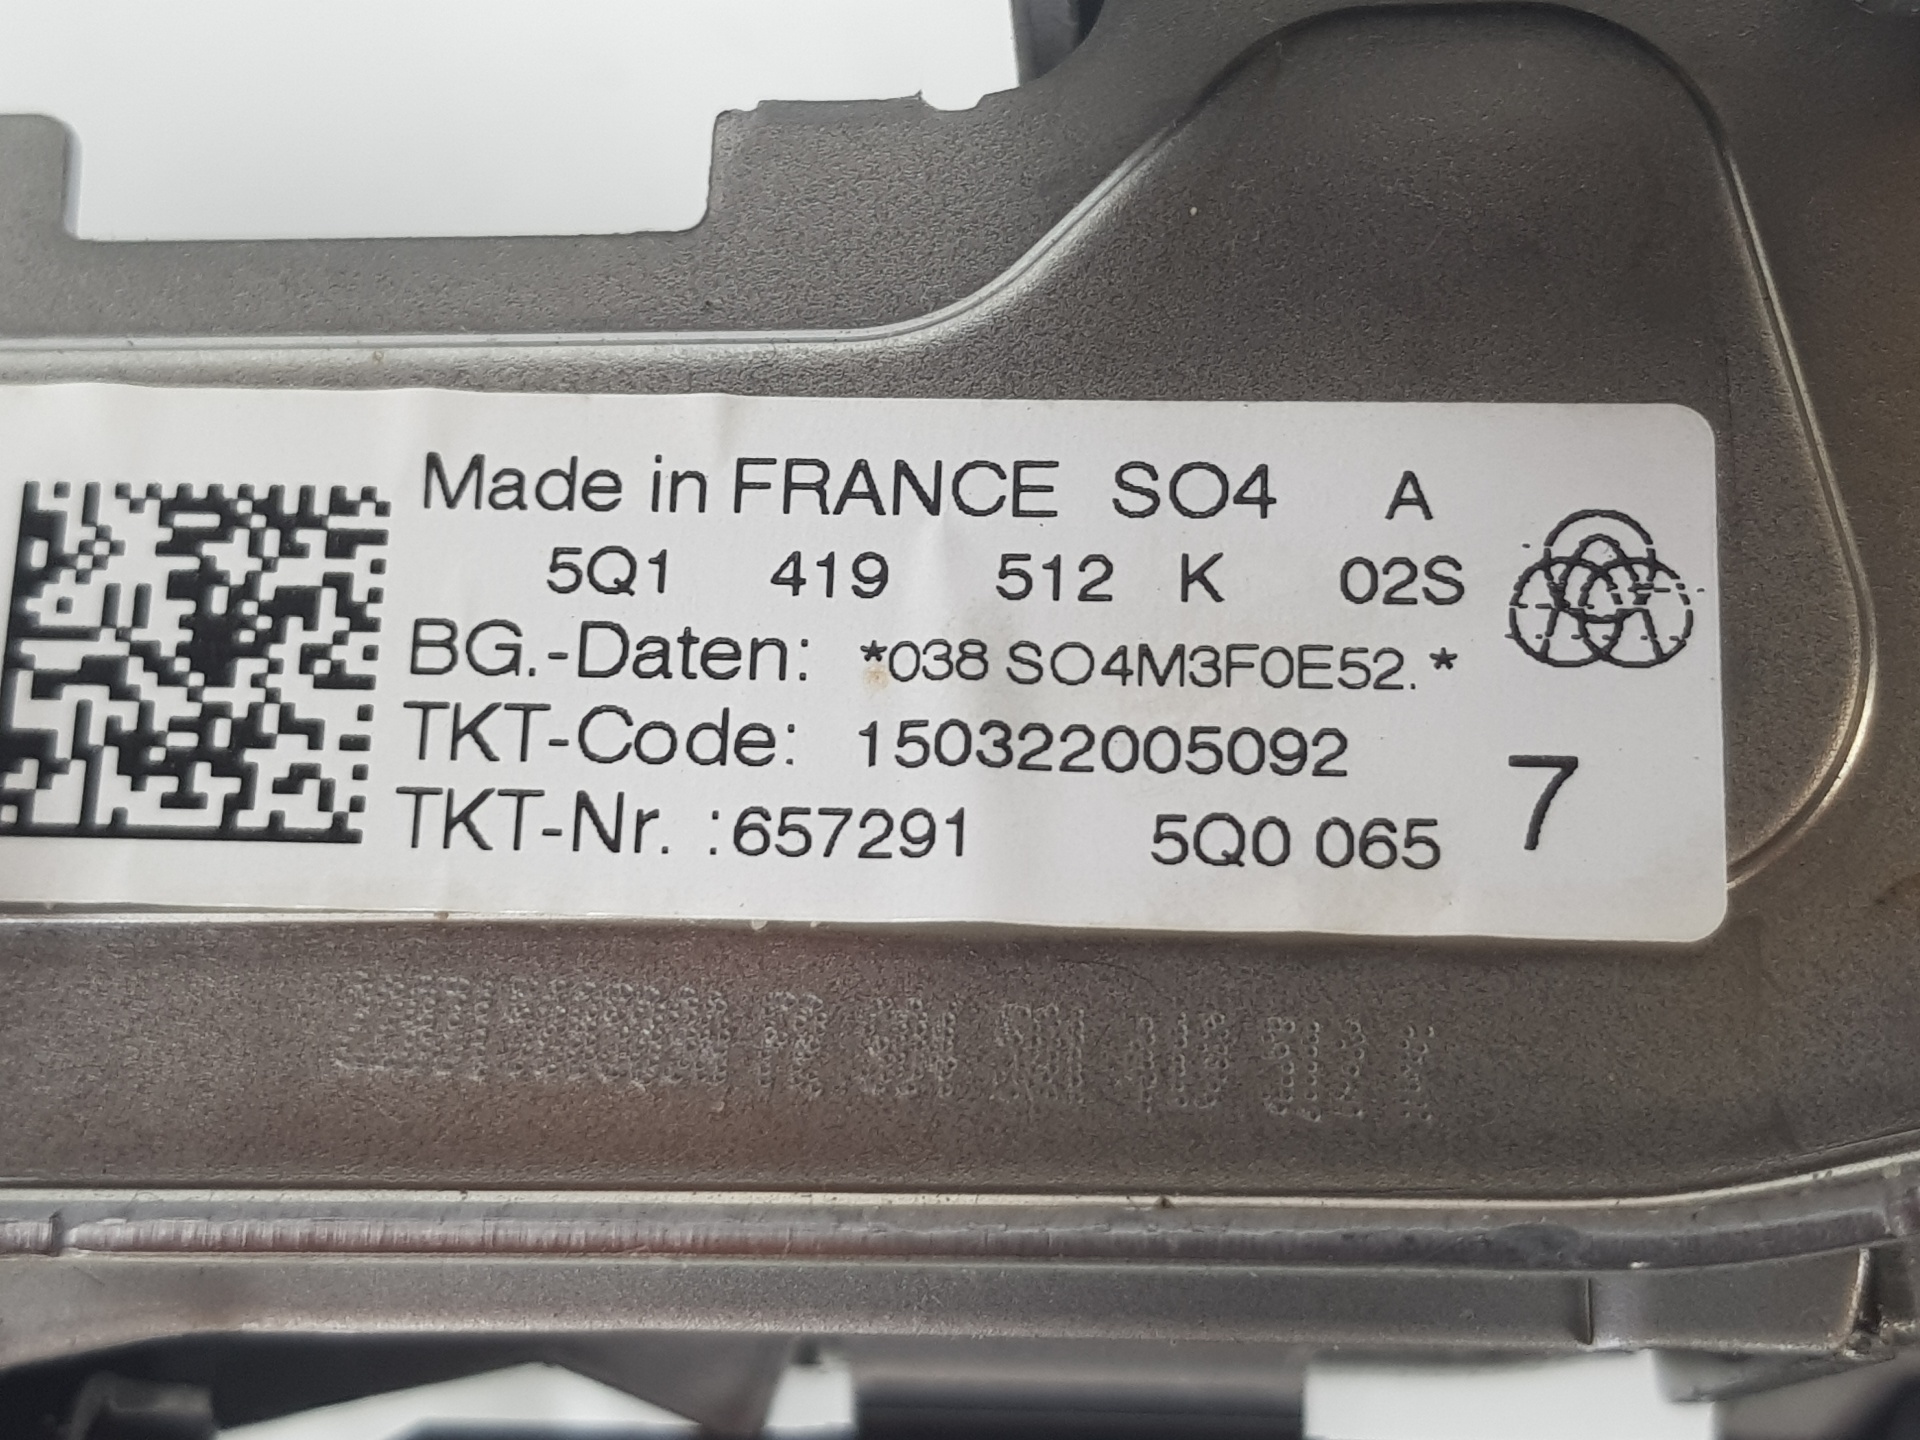 Made in FRANCE SO4 A
5Q1 419 512 K 02S
BG.-Daten: *038 SO4M3F0E52.*
TKT-Code: 150322005092
TKT-Nr. :657291 5Q0 065 7